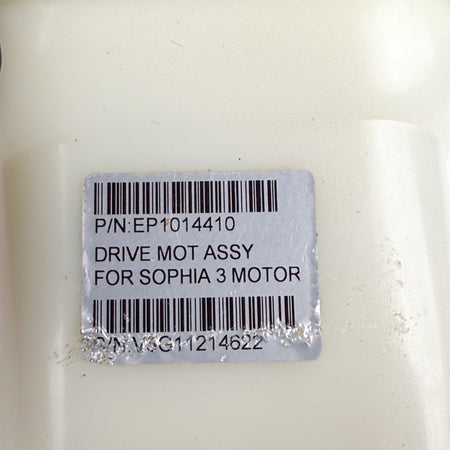 P/N:EP1014410
DRIVE MOT ASSY
FOR SOPHIA 3 MOTOR